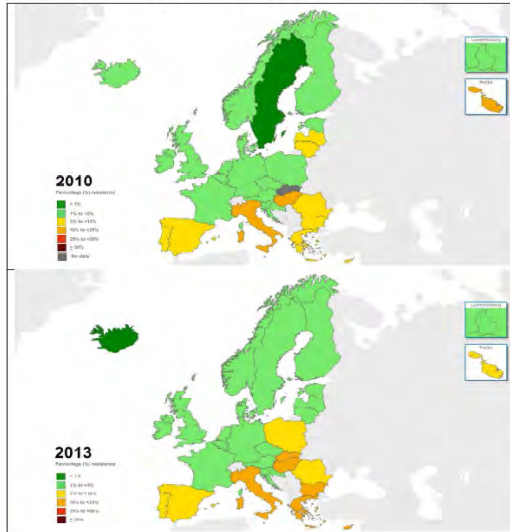 LUXEMBOURG
MALTA
2010
Percentage (%) resistance
< 1%
1% to <5%
5% to <10%
10% to <25%
25% to <50%
≥ 50%
No data
LUXEMBOURG
MALTA
2013
Percentage (%) resistance
< 1%
1% to <5%
5% to < 10%
10% to <25%
25% to <50%
≥ 50%